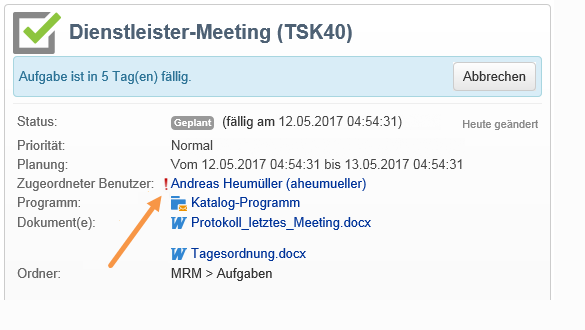 Dienstleister-Meeting (TSK40)
Aufgabe ist in 5 Tag(en) fällig.
Abbrechen
Status: Geplant (fällig am 12.05.2017 04:54:31) Heute geändert
Priorität: Normal
Planung: Vom 12.05.2017 04:54:31 bis 13.05.2017 04:54:31
Zugeordneter Benutzer: ! Andreas Heumüller (aheumueller)
Programm: Katalog-Programm
Dokument(e): Protokoll_letztes_Meeting.docx
Tagesordnung.docx
Ordner: MRM > Aufgaben